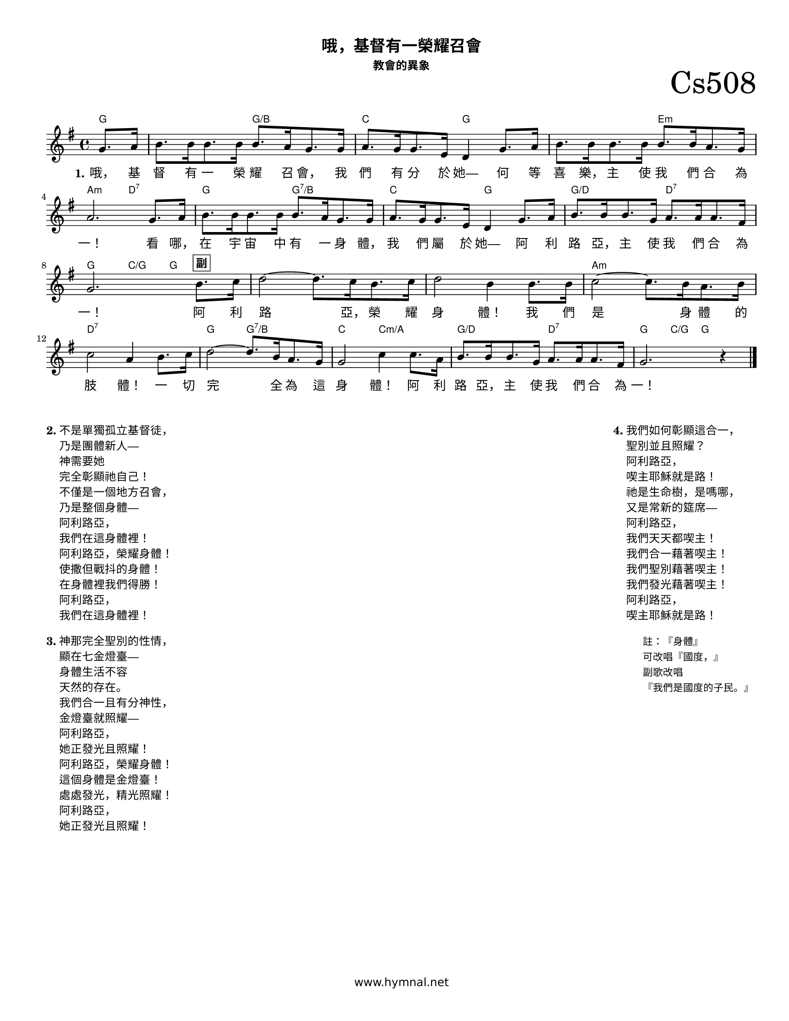 哦，基督有一榮耀召會
教會的異象
Cs508
G G/B C G Em
1. 哦， 基 督 有 一 榮 耀 召 會， 我 們 有 分 於 她— 何 等 喜 樂，主 使 我 們 合 為
4 Am D7 G G7/B C G G/D D7
一！ 看 哪，在 宇 宙 中 有 一 身 體，我 們 屬 於 她— 阿 利 路 亞，主 使 我 們 合 為
8 G C/G G 副 Am
一！ 阿 利 路 亞，榮 耀 身 體！ 我 們 是 身 體 的
12 D7 G G7/B C Cm/A G/D D7 G C/G G
肢 體！ 一 切 完 全 為 這 身 體！ 阿 利 路 亞，主 使 我 們 合 為 一！
2. 不是單獨孤立基督徒，
乃是團體新人—
神需要她
完全彰顯祂自己！
不僅是一個地方召會，
乃是整個身體—
阿利路亞，
我們在這身體裡！
阿利路亞，榮耀身體！
使撒但戰抖的身體！
在身體裡我們得勝！
阿利路亞，
我們在這身體裡！
3. 神那完全聖別的性情，
顯在七金燈臺—
身體生活不容
天然的存在。
我們合一且有分神性，
金燈臺就照耀—
阿利路亞，
她正發光且照耀！
阿利路亞，榮耀身體！
這個身體是金燈臺！
處處發光，精光照耀！
阿利路亞，
她正發光且照耀！
4. 我們如何彰顯這合一，
聖別並且照耀？
阿利路亞，
喫主耶穌就是路！
祂是生命樹，是嗎哪，
又是常新的筵席—
阿利路亞，
我們天天都喫主！
我們合一藉著喫主！
我們聖別藉著喫主！
我們發光藉著喫主！
阿利路亞，
喫主耶穌就是路！
註：『身體』
可改唱『國度，』
副歌改唱
『我們是國度的子民。』
www.hymnal.net